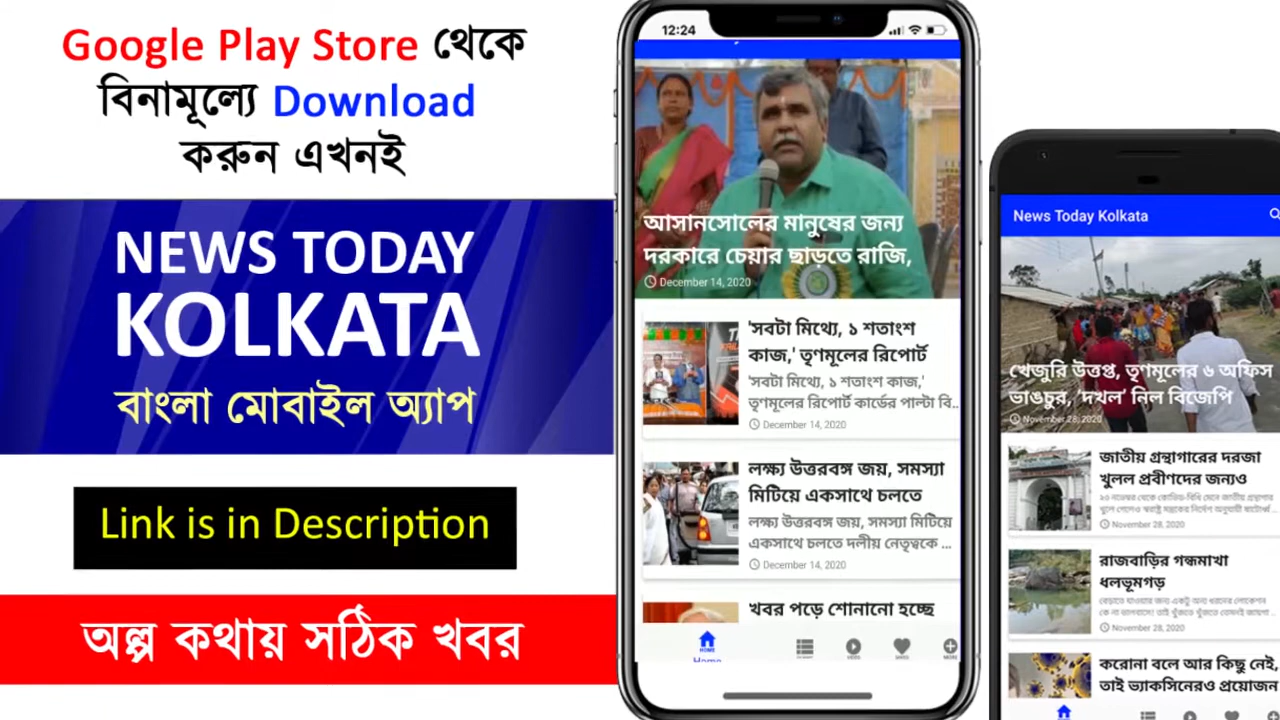 Google Play Store থেকে
বিনামূল্যে Download
করুন এখনই
NEWS TODAY
KOLKATA
বাংলা মোবাইল অ্যাপ
Link is in Description
অল্প কথায় সঠিক খবর
12:24
আসানসোলের মানুষের জন্য
দরকারে চেয়ার ছাড়তে রাজি,
December 14, 2020
'সবটা মিথ্যে, ১ শতাংশ
কাজ,' তৃণমূলের রিপোর্ট
'সবটা মিথ্যে, ১ শতাংশ কাজ,'
তৃণমূলের রিপোর্ট কার্ডের পাল্টা বি..
December 14, 2020
লক্ষ্য উত্তরবঙ্গ জয়, সমস্যা
মিটিয়ে একসাথে চলতে
লক্ষ্য উত্তরবঙ্গ জয়, সমস্যা মিটিয়ে
একসাথে চলতে দলীয় নেতৃত্বকে ...
December 14, 2020
খবর পড়ে শোনানো হচ্ছে
HOME
Home
News Today Kolkata
খেজুরি উত্তপ্ত, তৃণমূলের ৬ অফিস
ভাঙচুর, 'দখল' নিল বিজেপি
November 28, 2020
জাতীয় গ্রন্থাগারের দরজা
খুলল প্রবীণদের জন্যও
November 28, 2020
রাজবাড়ির গন্ধমাখা
ধলভূমগড়
November 28, 2020
করোনা বলে আর কিছু নেই,
তাই ভ্যাকসিনেরও প্রয়োজন